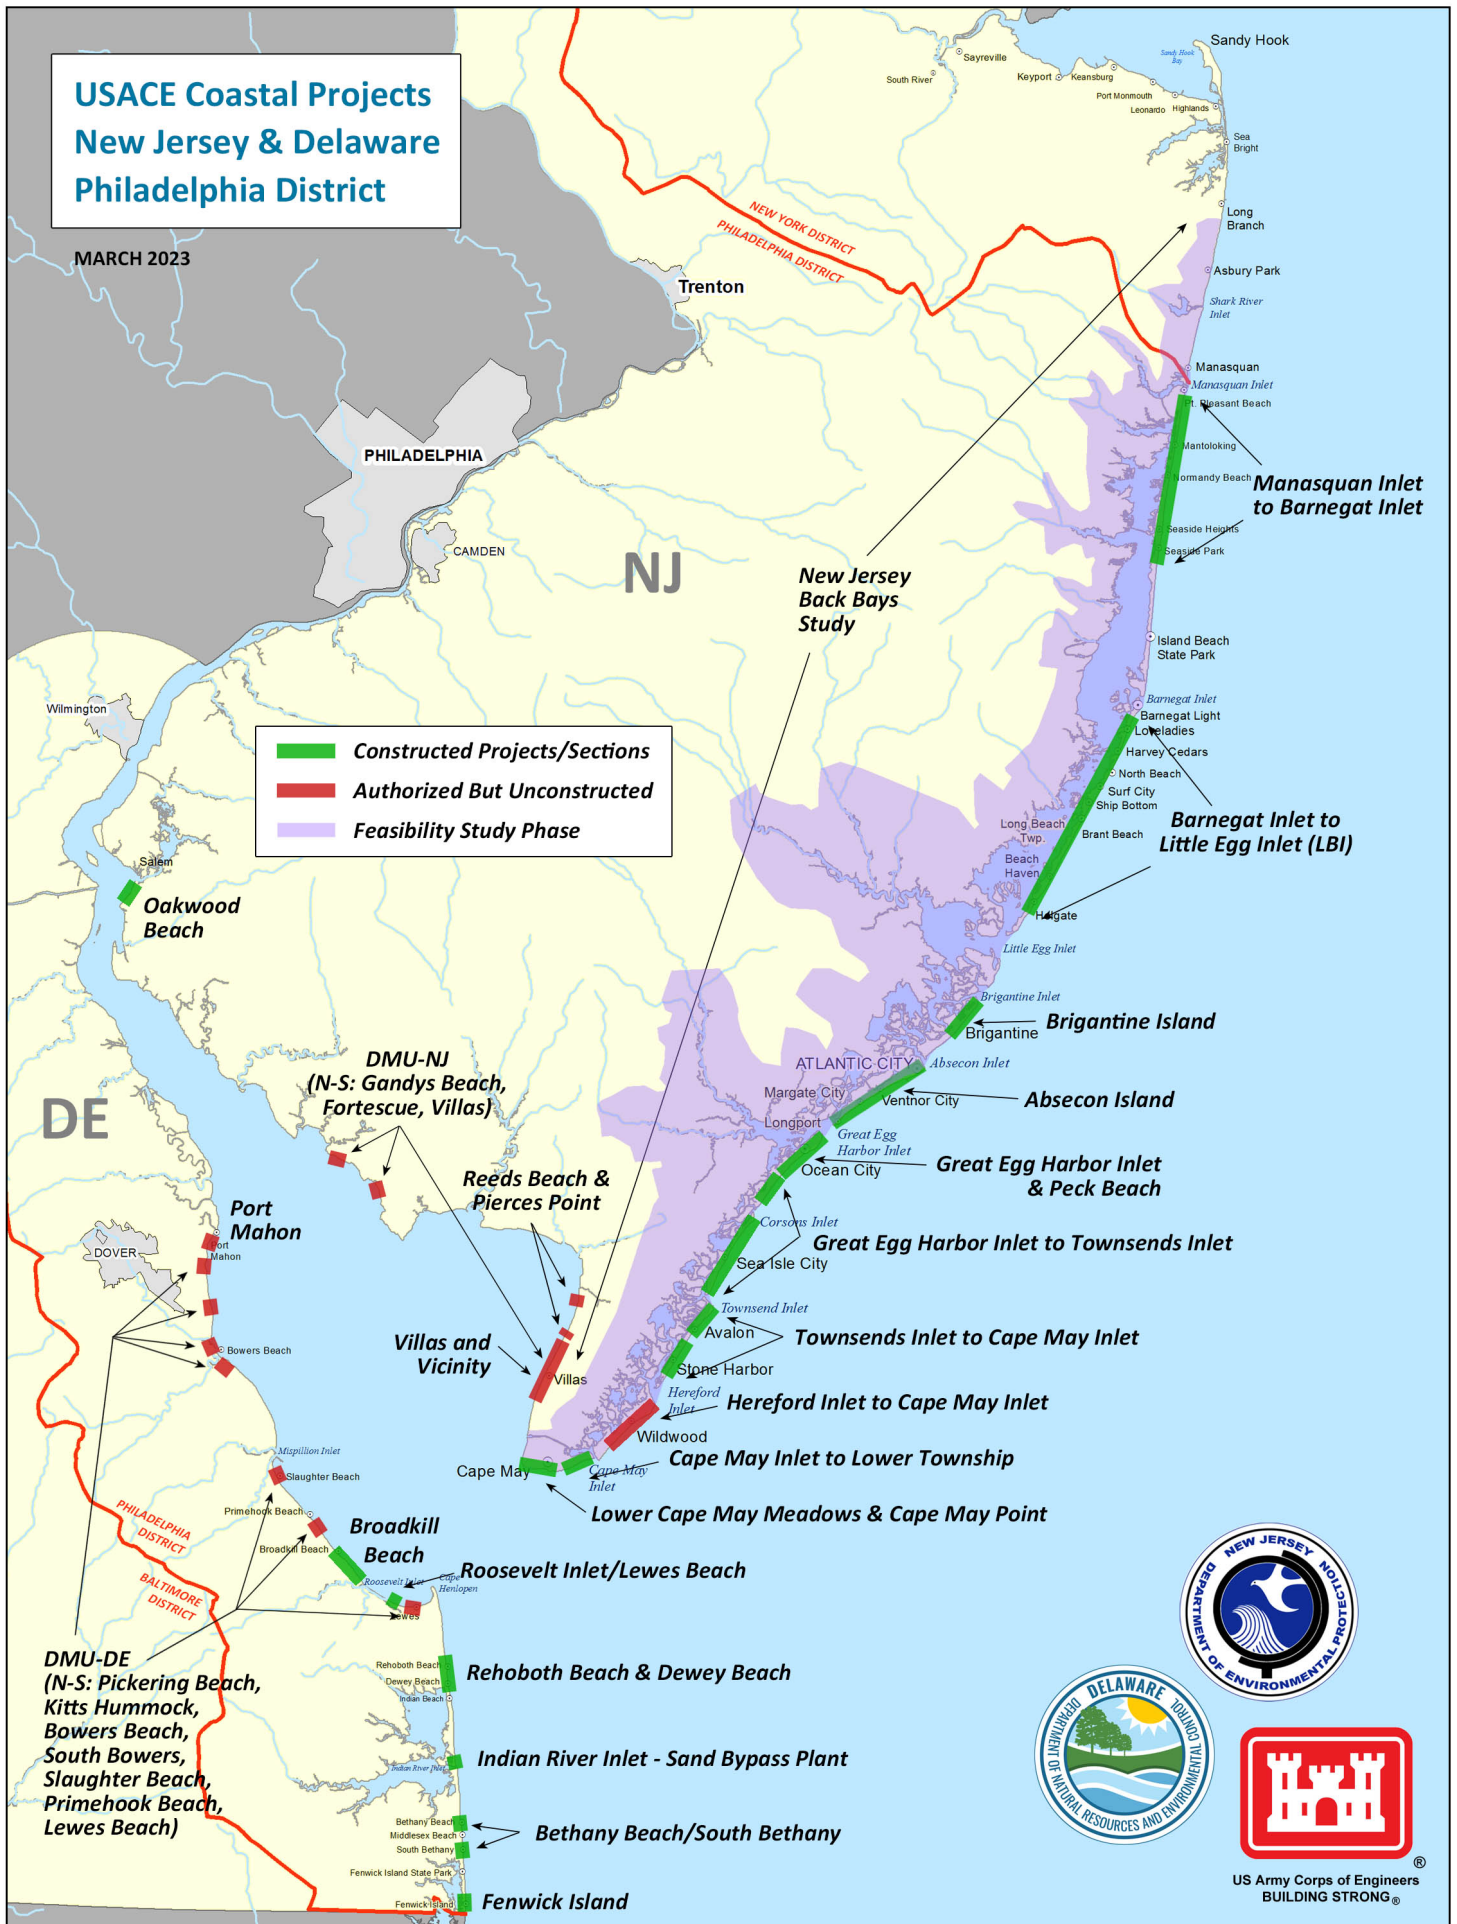 USACE Coastal Projects
New Jersey & Delaware
Philadelphia District
MARCH 2023
Sandy Hook
Sandy Hook
Bay
Sayreville
South River
Keyport
Keansburg
Port Monmouth
Leonardo
Highlands
Sea
Bright
Long
Branch
NEW YORK DISTRICT
PHILADELPHIA DISTRICT
Asbury Park
Shark River
Inlet
Trenton
Manasquan
Manasquan Inlet
Pt. Pleasant Beach
Mantoloking
Normandy Beach
Manasquan Inlet
to Barnegat Inlet
Seaside Heights
Seaside Park
PHILADELPHIA
CAMDEN
NJ
New Jersey
Back Bays
Study
Island Beach
State Park
Wilmington
Barnegat Inlet
Barnegat Light
Loveladies
Harvey Cedars
North Beach
Surf City
Ship Bottom
Long Beach
Twp.
Brant Beach
Barnegat Inlet to
Little Egg Inlet (LBI)
Beach
Haven
Holgate
Little Egg Inlet
Constructed Projects/Sections
Authorized But Unconstructed
Feasibility Study Phase
Salem
Oakwood
Beach
Brigantine Inlet
Brigantine Island
Brigantine
ATLANTIC CITY
Absecon Inlet
Margate City
Ventnor City
Absecon Island
Longport
Great Egg
Harbor Inlet
Ocean City
Great Egg Harbor Inlet
& Peck Beach
DE
DMU-NJ
(N-S: Gandys Beach,
Fortescue, Villas)
Reeds Beach &
Pierces Point
Corsons Inlet
Great Egg Harbor Inlet to Townsends Inlet
Sea Isle City
Port
Mahon
Port
Mahon
DOVER
Townsend Inlet
Avalon
Townsends Inlet to Cape May Inlet
Villas and
Vicinity
Villas
Stone Harbor
Bowers Beach
Hereford
Inlet
Hereford Inlet to Cape May Inlet
Wildwood
Cape May
Cape May
Inlet
Cape May Inlet to Lower Township
Lower Cape May Meadows & Cape May Point
Mispillion Inlet
Slaughter Beach
Primehook Beach
PHILADELPHIA
DISTRICT
BALTIMORE
DISTRICT
Broadkill
Beach
Broadkill Beach
Roosevelt Inlet
Roosevelt Inlet/Lewes Beach
Cape
Henlopen
Lewes
DMU-DE
(N-S: Pickering Beach,
Kitts Hummock,
Bowers Beach,
South Bowers,
Slaughter Beach,
Primehook Beach,
Lewes Beach)
Rehoboth Beach
Dewey Beach
Indian Beach
Rehoboth Beach & Dewey Beach
Indian River Inlet
Indian River Inlet - Sand Bypass Plant
Bethany Beach
Middlesex Beach
South Bethany
Bethany Beach/South Bethany
Fenwick Island State Park
Fenwick Island
Fenwick Island
NEW JERSEY
DEPARTMENT OF ENVIRONMENTAL PROTECTION
DELAWARE
DEPARTMENT OF NATURAL RESOURCES AND ENVIRONMENTAL CONTROL
®
US Army Corps of Engineers
BUILDING STRONG®